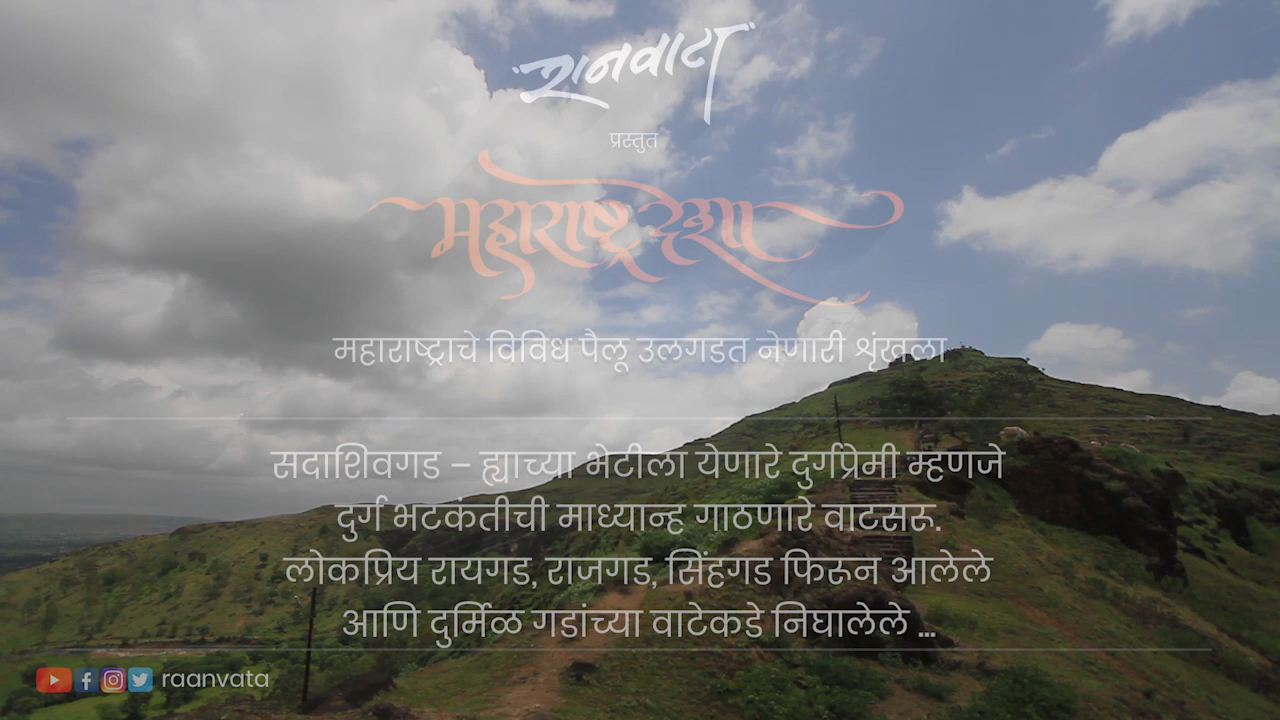 रानवाटा
प्रस्तुत
महाराष्ट्र देशा
महाराष्ट्राचे विविध पैलू उलगडत नेणारी शृंखला
सदाशिवगड – ह्याच्या भेटीला येणारे दुर्गप्रेमी म्हणजे
दुर्ग भटकंतीची माध्यान्ह गाठणारे वाटसरू.
लोकप्रिय रायगड, राजगड, सिंहगड फिरून आलेले
आणि दुर्मिळ गडांच्या वाटेकडे निघालेले ...
raanvata